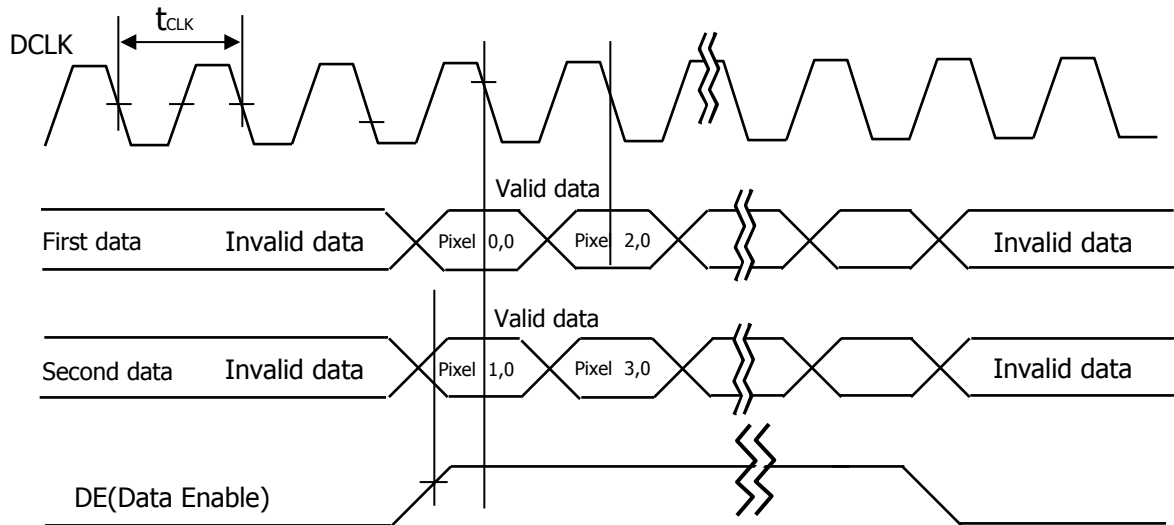 tCLK
DCLK
Valid data
First data Invalid data Pixel 0,0 Pixel 2,0 Invalid data
Valid data
Second data Invalid data Pixel 1,0 Pixel 3,0 Invalid data
DE(Data Enable)